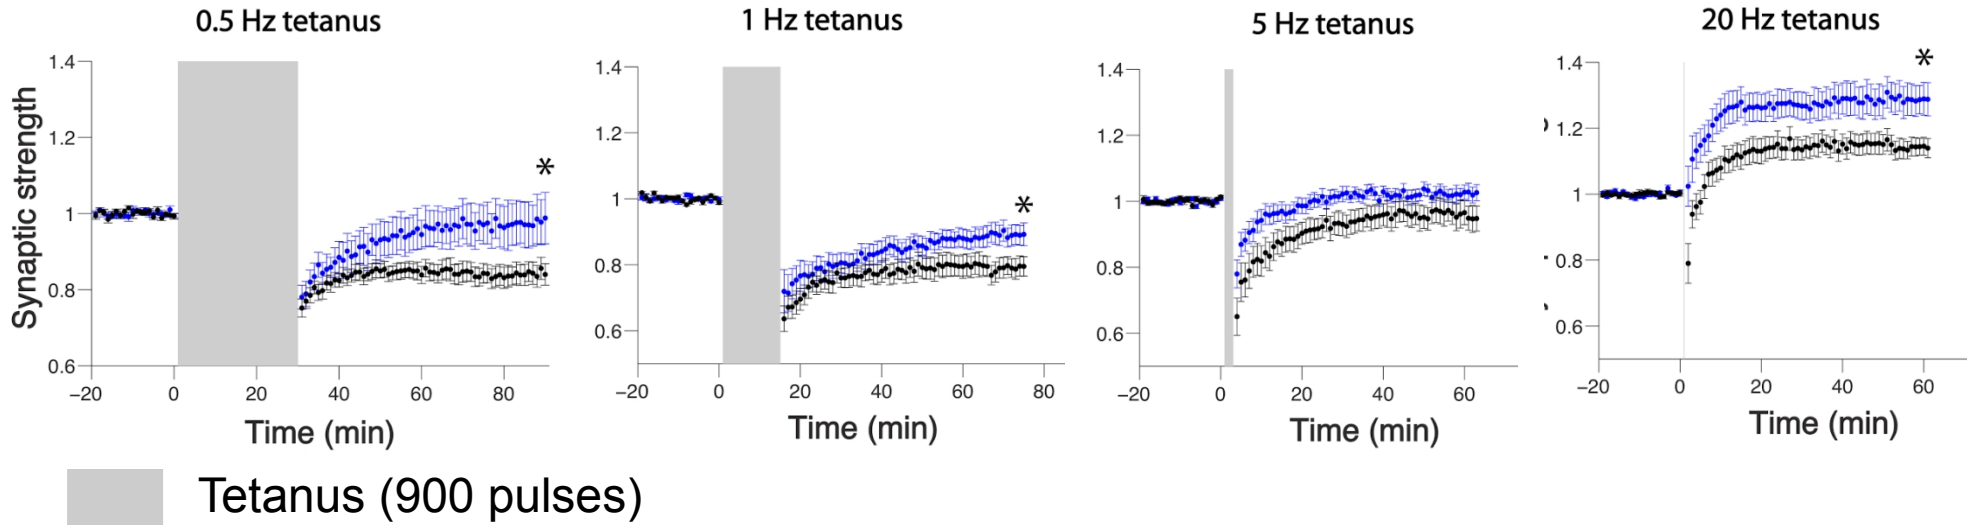 0.5 Hz tetanus
1 Hz tetanus
5 Hz tetanus
20 Hz tetanus
Synaptic strength
1.4
1.2
1
0.8
0.6
*
−20 0 20 40 60 80
Time (min)
1.4
1.2
1
0.8
0.6
*
−20 0 20 40 60 80
Time (min)
1.4
1.2
1
0.8
0.6
−20 0 20 40 60
Time (min)
1.4
1.2
1
0.8
0.6
*
−20 0 20 40 60
Time (min)
Tetanus (900 pulses)